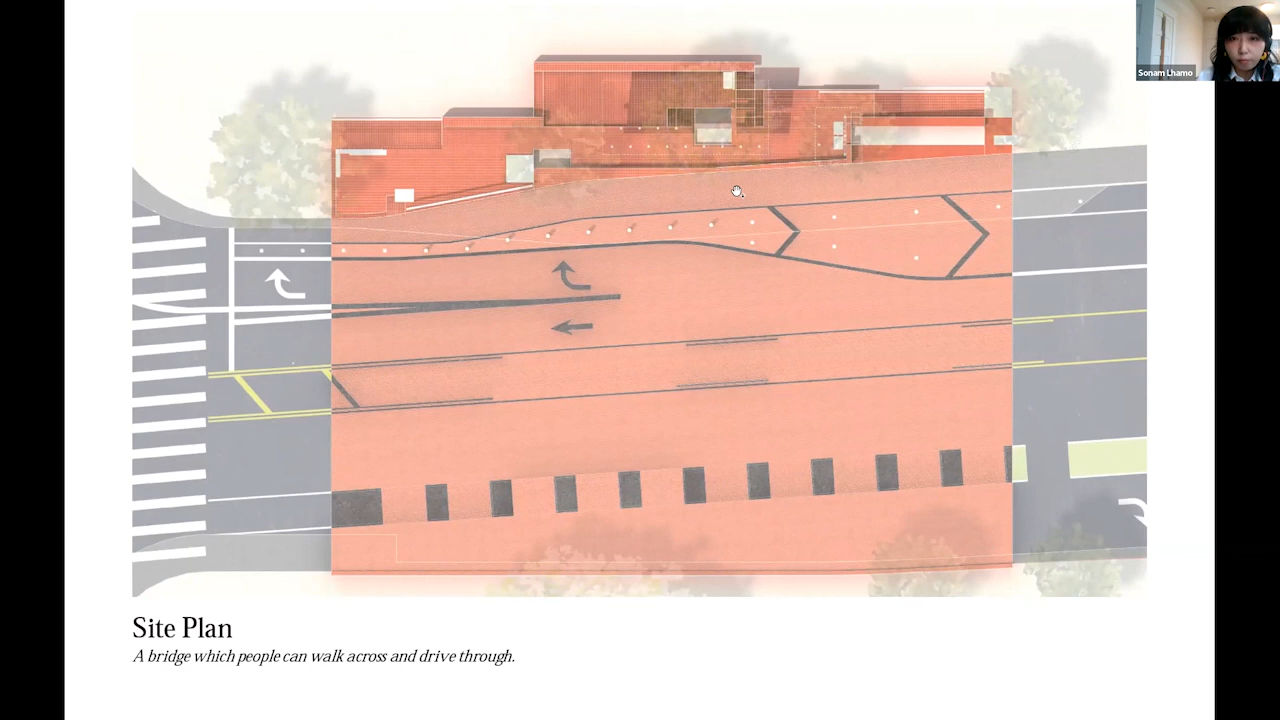 Sonam Lhamo
Site Plan
A bridge which people can walk across and drive through.